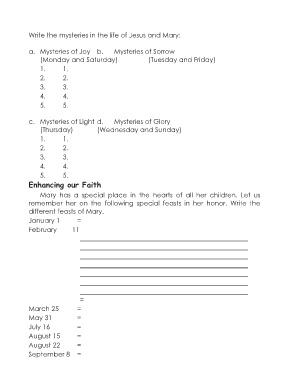 Write the mysteries in the life of Jesus and Mary:
a. Mysteries of Joy b. Mysteries of Sorrow
(Monday and Saturday) (Tuesday and Friday)
1. 1.
2. 2.
3. 3.
4. 4.
5. 5.
c. Mysteries of Light d. Mysteries of Glory
(Thursday) (Wednesday and Sunday)
1. 1.
2. 2.
3. 3.
4. 4.
5. 5.
Enhancing our Faith
Mary has a special place in the hearts of all her children. Let us
remember her on the following special feasts in her honor. Write the
different feasts of Mary.
January 1 =
February 11
=
March 25 =
May 31 =
July 16 =
August 15 =
August 22 =
September 8 =